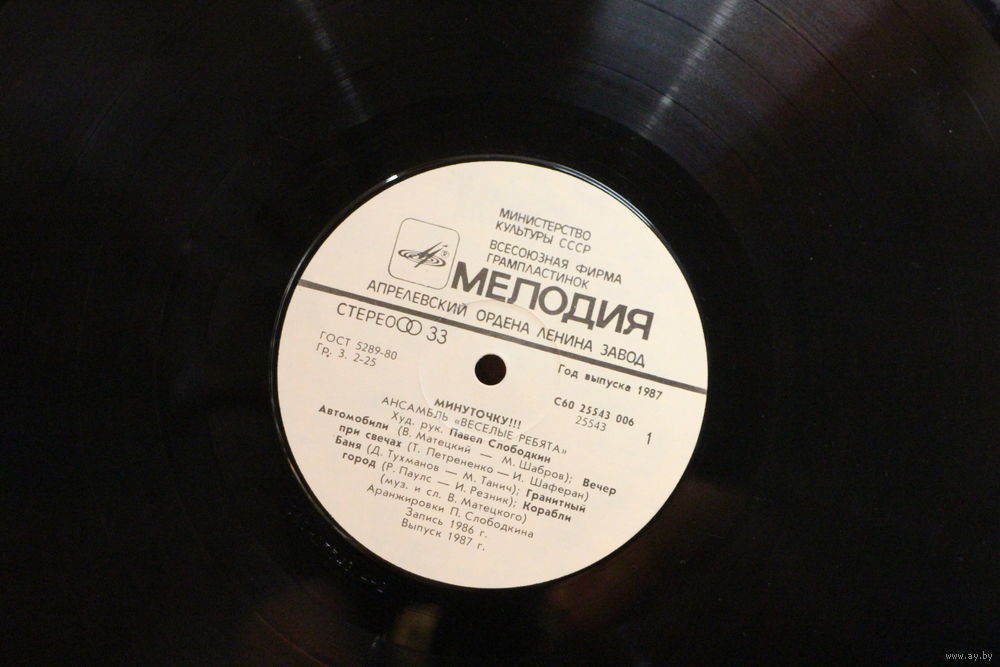 МИНИСТЕРСТВО
КУЛЬТУРЫ СССР
ВСЕСОЮЗНАЯ ФИРМА
ГРАМПЛАСТИНОК
МЕЛОДИЯ
АПРЕЛЕВСКИЙ ОРДЕНА ЛЕНИНА ЗАВОД
СТЕРЕО 33
ГОСТ 5289-80
Гр. 3. 2-25
Год выпуска 1987
С60 25543 006
25543
1
МИНУТОЧКУ!!!
АНСАМБЛЬ «ВЕСЕЛЫЕ РЕБЯТА»
Худ. рук. Павел Слободкин
Автомобили (В. Матецкий — М. Шабров); Вечер
при свечах (Т. Петрененко — И. Шаферан)
Баня (Д. Тухманов — М. Танич); Гранитный
город (Р. Паулс — И. Резник); Корабли
(муз. и сл. В. Матецкого)
Аранжировки П. Слободкина
Запись 1986 г.
Выпуск 1987 г.
www.ay.by